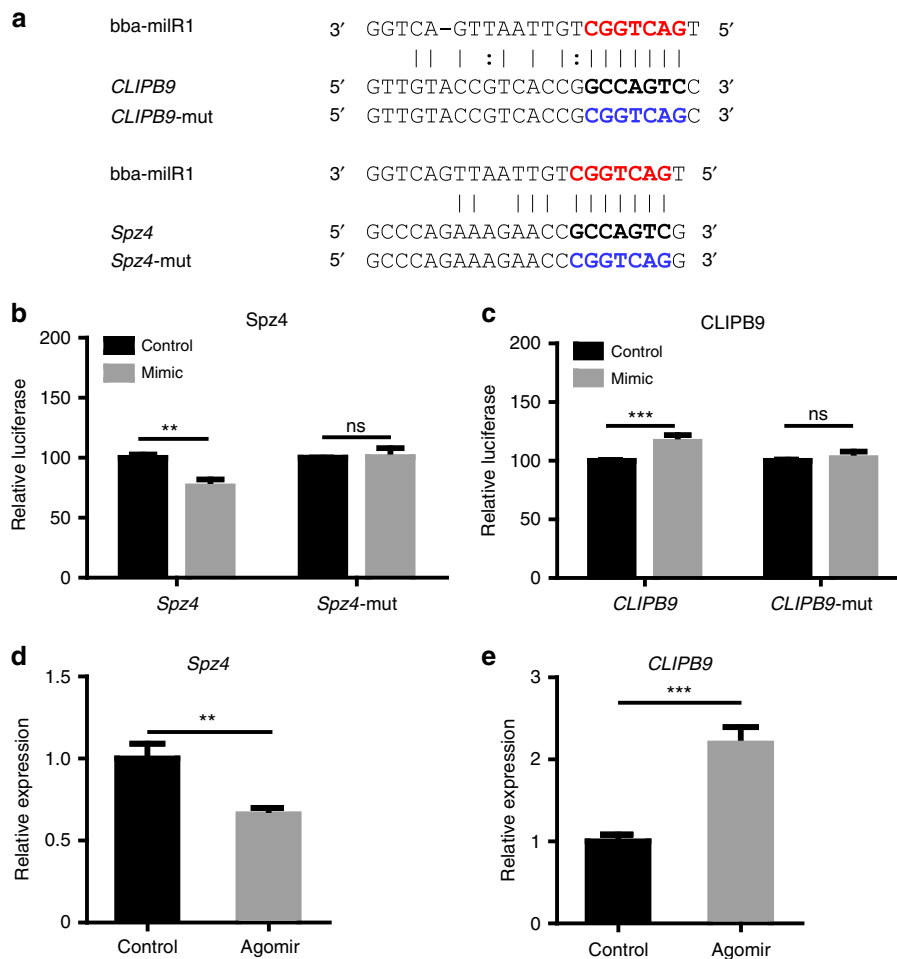 a
bba-milR1 3′ GGTCA-GTTAATTGTCGGTCAGT 5′
CLIPB9 5′ GTTGTACCGTCACCGGCCAGTCC 3′
CLIPB9-mut 5′ GTTGTACCGTCACCGCGGTCAGC 3′
bba-milR1 3′ GGTCAGTTAATTGTCGGTCAGT 5′
Spz4 5′ GCCCAGAAAGAACCGCCAGTCG 3′
Spz4-mut 5′ GCCCAGAAAGAACCCGGTCAGG 3′
b
Spz4
Control
Mimic
Relative luciferase
200
150
100
50
0
**
ns
Spz4
Spz4-mut
c
CLIPB9
Control
Mimic
Relative luciferase
200
150
100
50
0
***
ns
CLIPB9
CLIPB9-mut
d
Spz4
Relative expression
1.5
1.0
0.5
0
**
Control
Agomir
e
CLIPB9
Relative expression
3
2
1
0
***
Control
Agomir